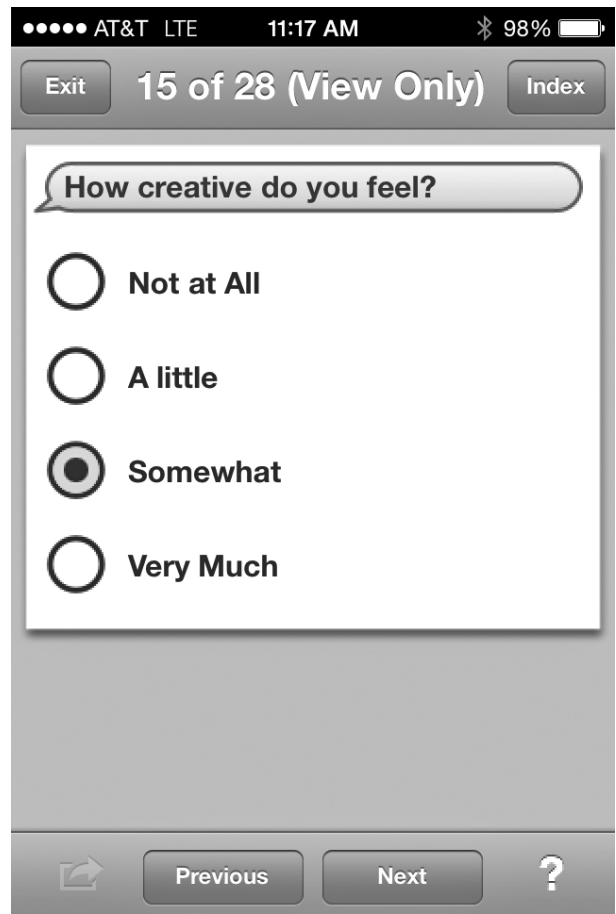 AT&T LTE 11:17 AM 98%
Exit 15 of 28 (View Only) Index
How creative do you feel?
Not at All
A little
Somewhat
Very Much
Previous Next ?